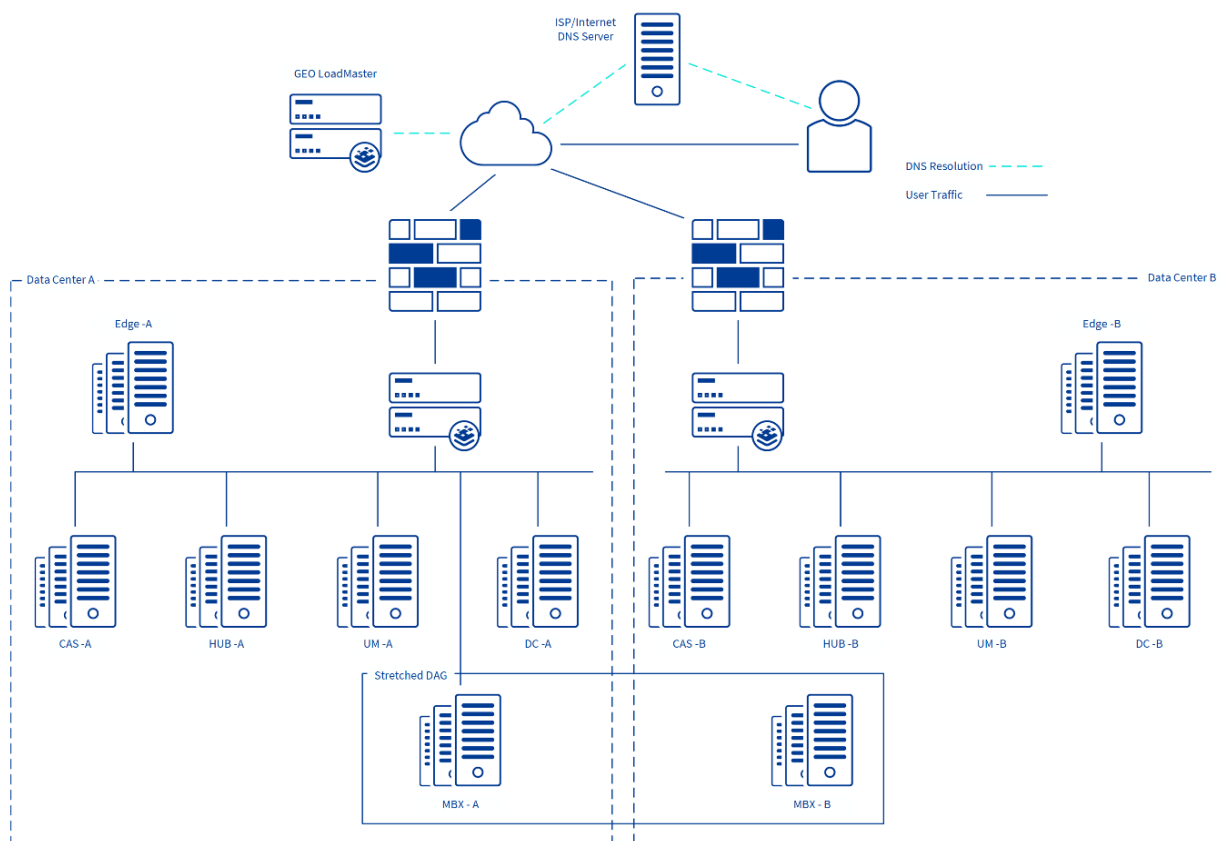 ISP/Internet
DNS Server
GEO LoadMaster
DNS Resolution
User Traffic
Data Center A
Data Center B
Edge -A
Edge -B
CAS -A
HUB -A
UM -A
DC -A
CAS -B
HUB -B
UM -B
DC -B
Stretched DAG
MBX - A
MBX - B